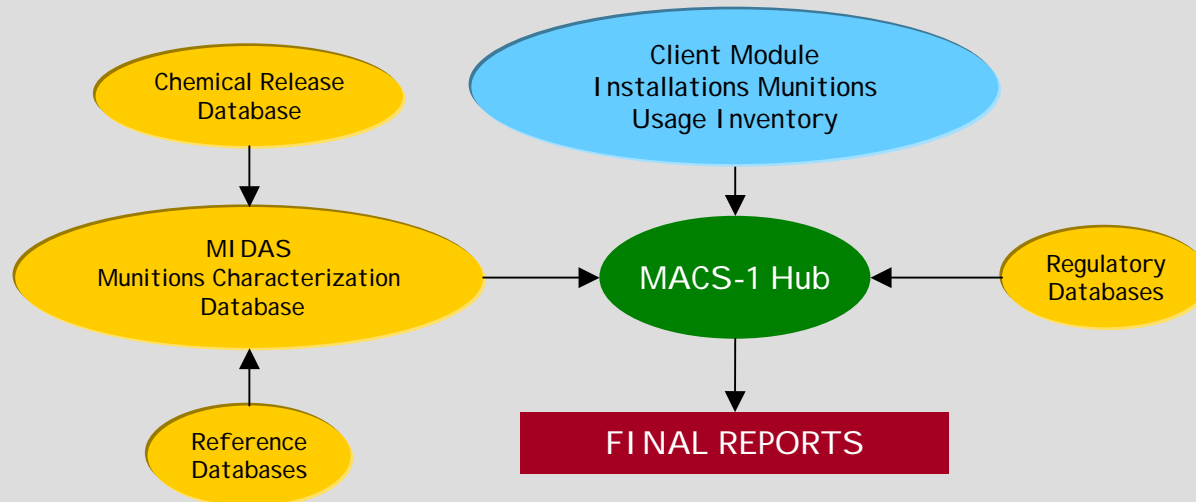 Chemical Release
Database
Client Module
Installations Munitions
Usage Inventory
MIDAS
Munitions Characterization
Database
MACS-1 Hub
Regulatory
Databases
Reference
Databases
FINAL REPORTS